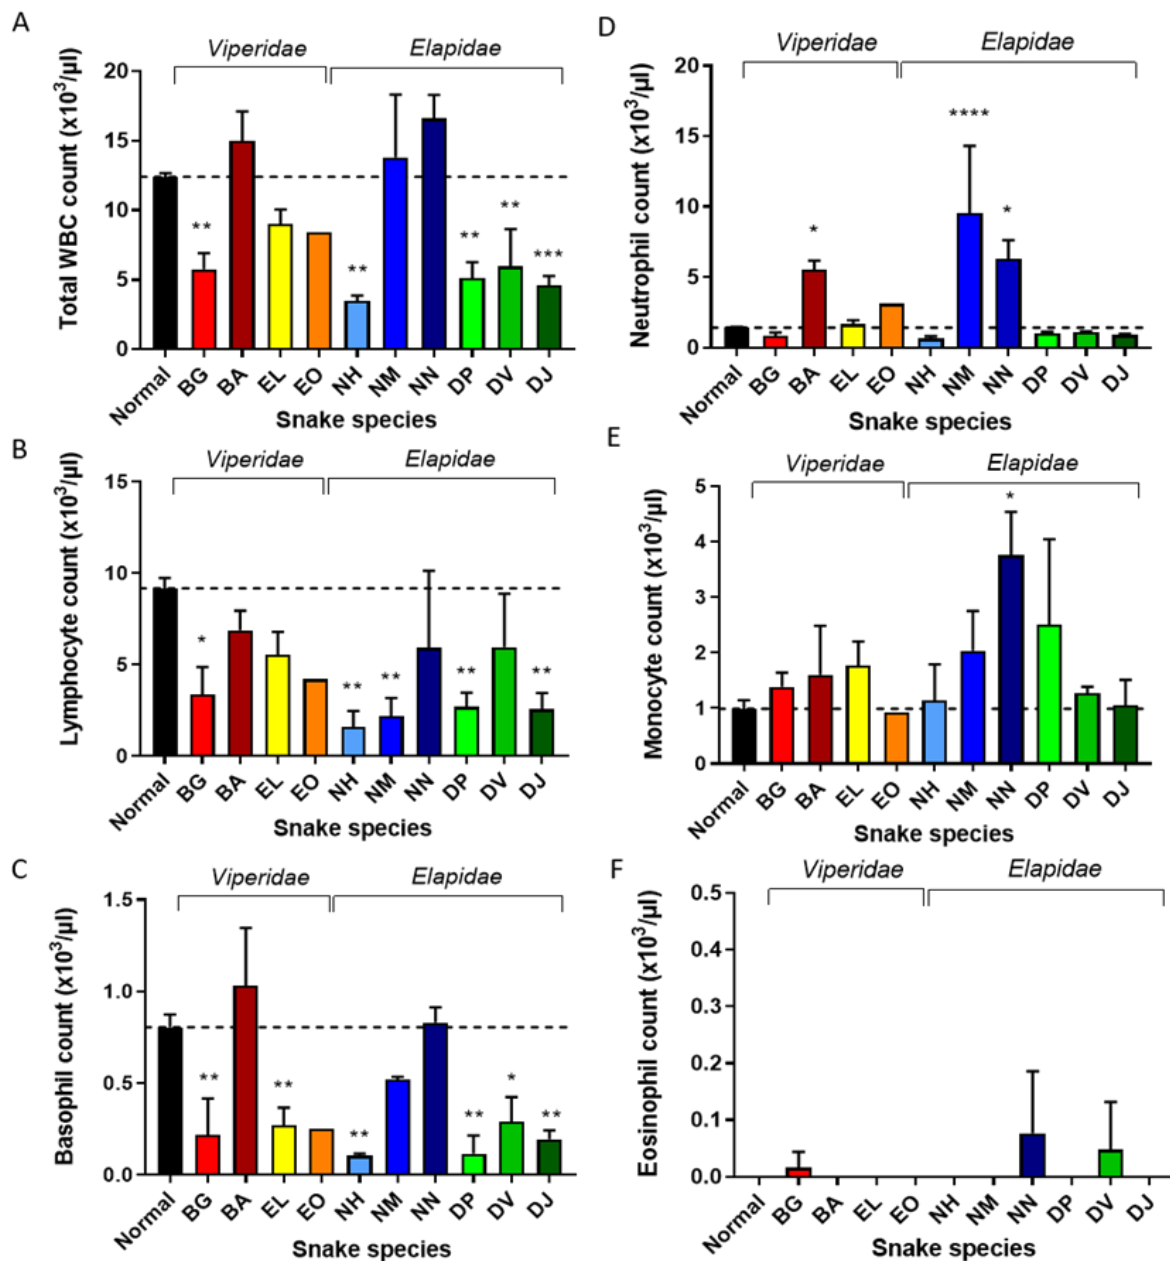 A
Viperidae
Elapidae
Total WBC count (x10³/µl)
20
15
10
5
0
**
**
**
**
***
Normal
BG
BA
EL
EO
NH
NM
NN
DP
DV
DJ
Snake species
B
Viperidae
Elapidae
Lymphocyte count (x10³/µl)
15
10
5
0
*
**
**
**
**
Normal
BG
BA
EL
EO
NH
NM
NN
DP
DV
DJ
Snake species
C
Viperidae
Elapidae
Basophil count (x10³/µl)
1.5
1.0
0.5
0.0
**
**
**
**
*
**
Normal
BG
BA
EL
EO
NH
NM
NN
DP
DV
DJ
Snake species
D
Viperidae
Elapidae
Neutrophil count (x10³/µl)
20
15
10
5
0
*
****
*
Normal
BG
BA
EL
EO
NH
NM
NN
DP
DV
DJ
Snake species
E
Viperidae
Elapidae
Monocyte count (x10³/µl)
5
4
3
2
1
0
*
Normal
BG
BA
EL
EO
NH
NM
NN
DP
DV
DJ
Snake species
F
Viperidae
Elapidae
Eosinophil count (x10³/µl)
0.5
0.4
0.3
0.2
0.1
0.0
Normal
BG
BA
EL
EO
NH
NM
NN
DP
DV
DJ
Snake species